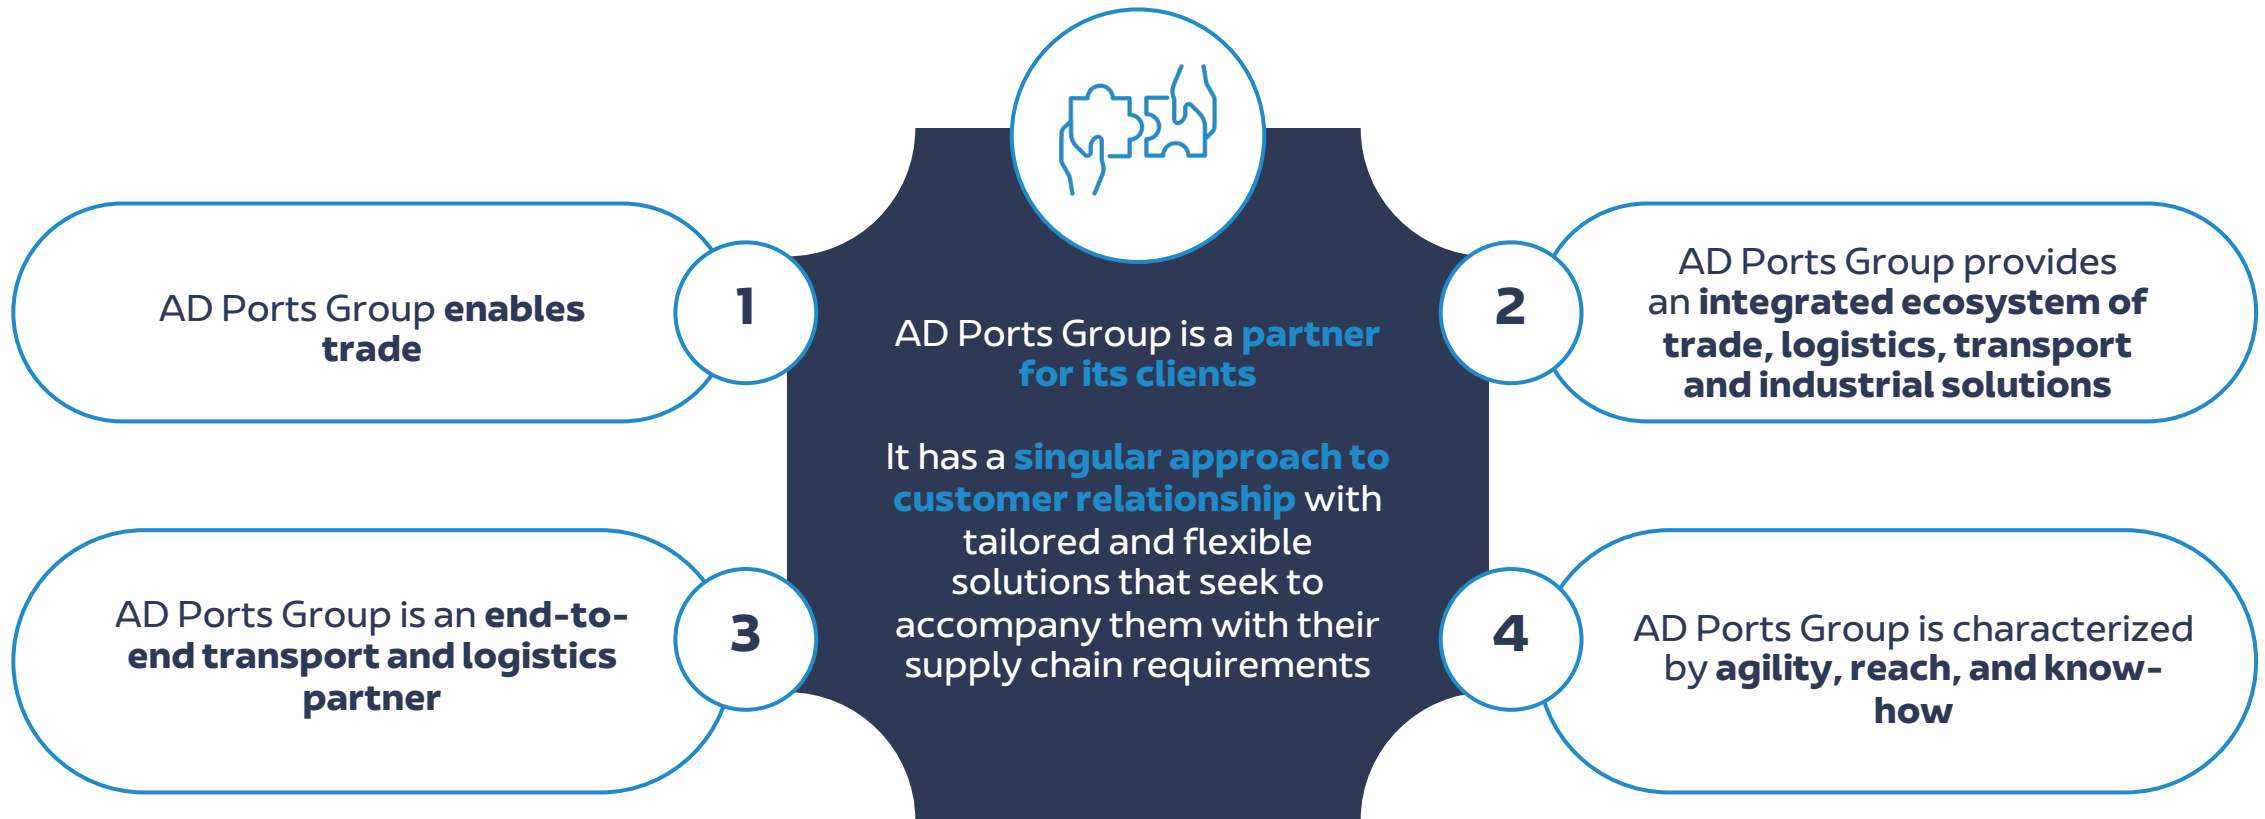 AD Ports Group enables
trade
1
AD Ports Group is a partner
for its clients
It has a singular approach to
customer relationship with
tailored and flexible
solutions that seek to
accompany them with their
supply chain requirements
2
AD Ports Group provides
an integrated ecosystem of
trade, logistics, transport
and industrial solutions
AD Ports Group is an end-to-
end transport and logistics
partner
3
4
AD Ports Group is characterized
by agility, reach, and know-
how